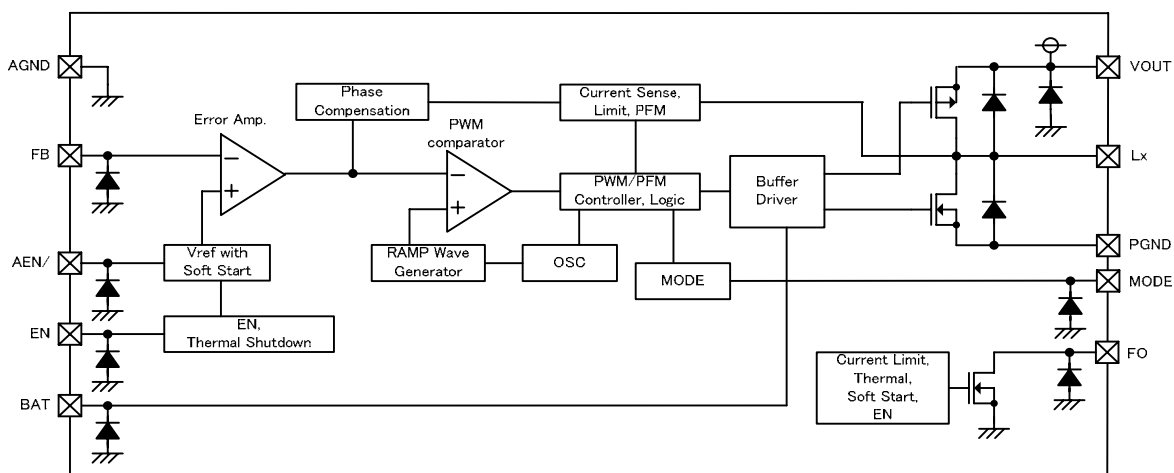 AGND
VOUT
Phase
Compensation
Current Sense,
Limit, PFM
Error Amp.
PWM
comparator
FB
Lx
PWM/PFM
Controller, Logic
Buffer
Driver
AEN/
Vref with
Soft Start
RAMP Wave
Generator
OSC
PGND
MODE
MODE
EN
EN,
Thermal Shutdown
FO
Current Limit,
Thermal,
Soft Start,
EN
BAT